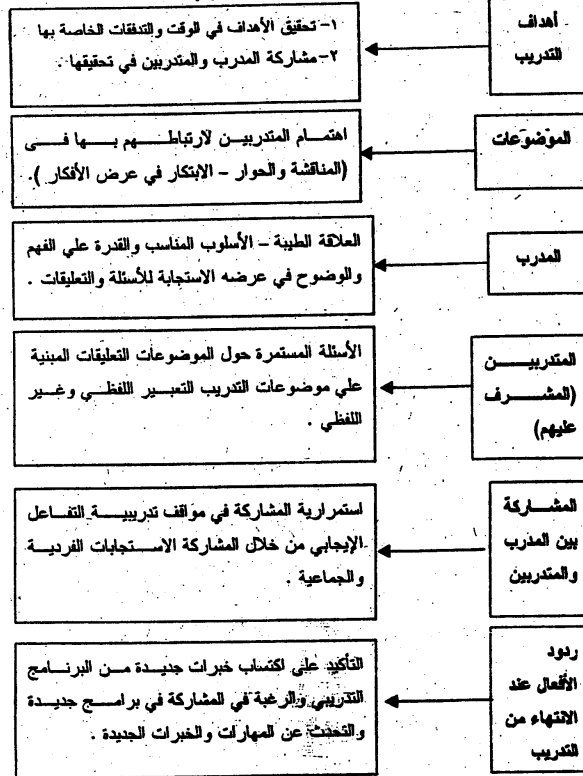 أهداف
التدريب
١- تحقيق الأهداف في الوقت والتدفقات الخاصة بها
٢- مشاركة المدرب والمتدربين في تحقيقها .
الموضوعات
اهتمام المتدربين لارتباطهم بها فى
(المناقشة والحوار – الابتكار في عرض الأفكار ).
المدرب
العلاقة الطيبة – الأسلوب المناسب والقدرة علي الفهم
والوضوح في عرضه الاستجابة للأسئلة والتعليقات .
المتدربين
(المشرف
عليهم)
الأسئلة المستمرة حول الموضوعات التعليقات المبنية
علي موضوعات التدريب التعبير اللفظي وغير
اللفظي .
المشاركة
بين المدرب
والمتدربين
استمرارية المشاركة في مواقف تدريبية التفاعل
الإيجابي من خلال المشاركة الاستجابات الفردية
والجماعية .
ردود
الأفعال عند
الانتهاء من
التدريب
التأكيد على اكتساب خبرات جديدة من البرنامج
التدريبي والرغبة في المشاركة في برامج جديدة
والتحدث عن المهارات والخبرات الجديدة .